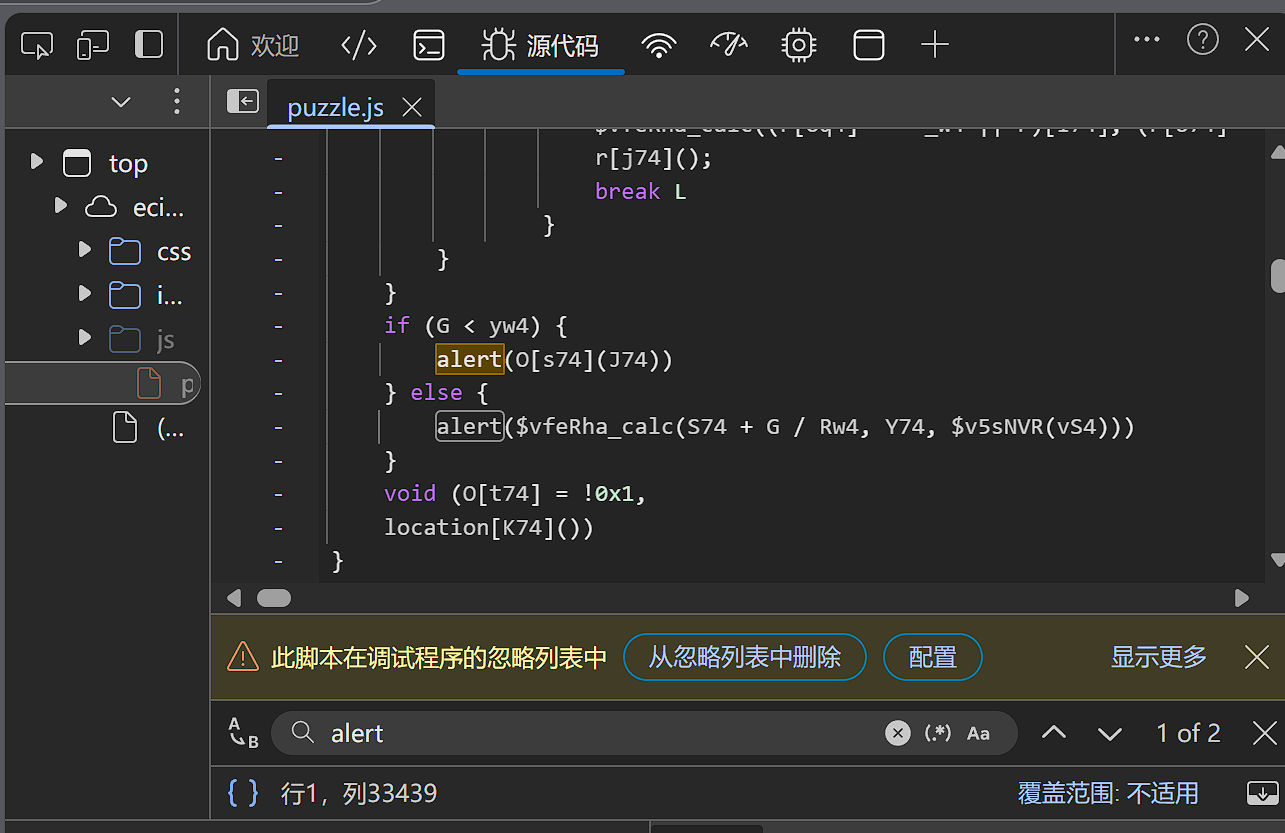 欢迎
源代码
puzzle.js
top
eci...
css
i...
js
p
(...
r[j74]();
break L
}
}
}
if (G < yw4) {
alert(O[s74](J74))
} else {
alert($vfeRha_calc(S74 + G / Rw4, Y74, $v5sNVR(vS4)))
}
void (O[t74] = !0x1,
location[K74]())
}
此脚本在调试程序的忽略列表中
从忽略列表中删除
配置
显示更多
alert
(.*)
Aa
1 of 2
{ } 行1，列33439
覆盖范围: 不适用